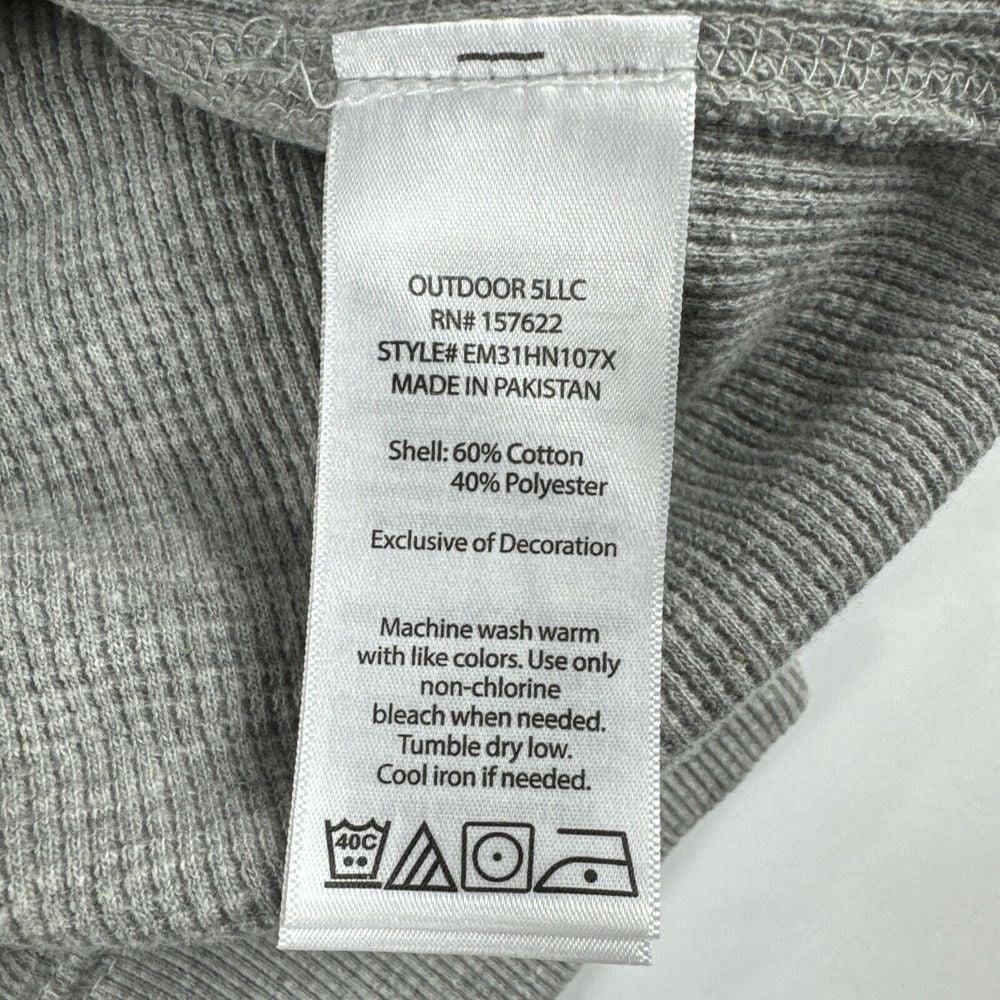 OUTDOOR 5LLC
RN# 157622
STYLE# EM31HN107X
MADE IN PAKISTAN
Shell: 60% Cotton
40% Polyester
Exclusive of Decoration
Machine wash warm
with like colors. Use only
non-chlorine
bleach when needed.
Tumble dry low.
Cool iron if needed.
40C